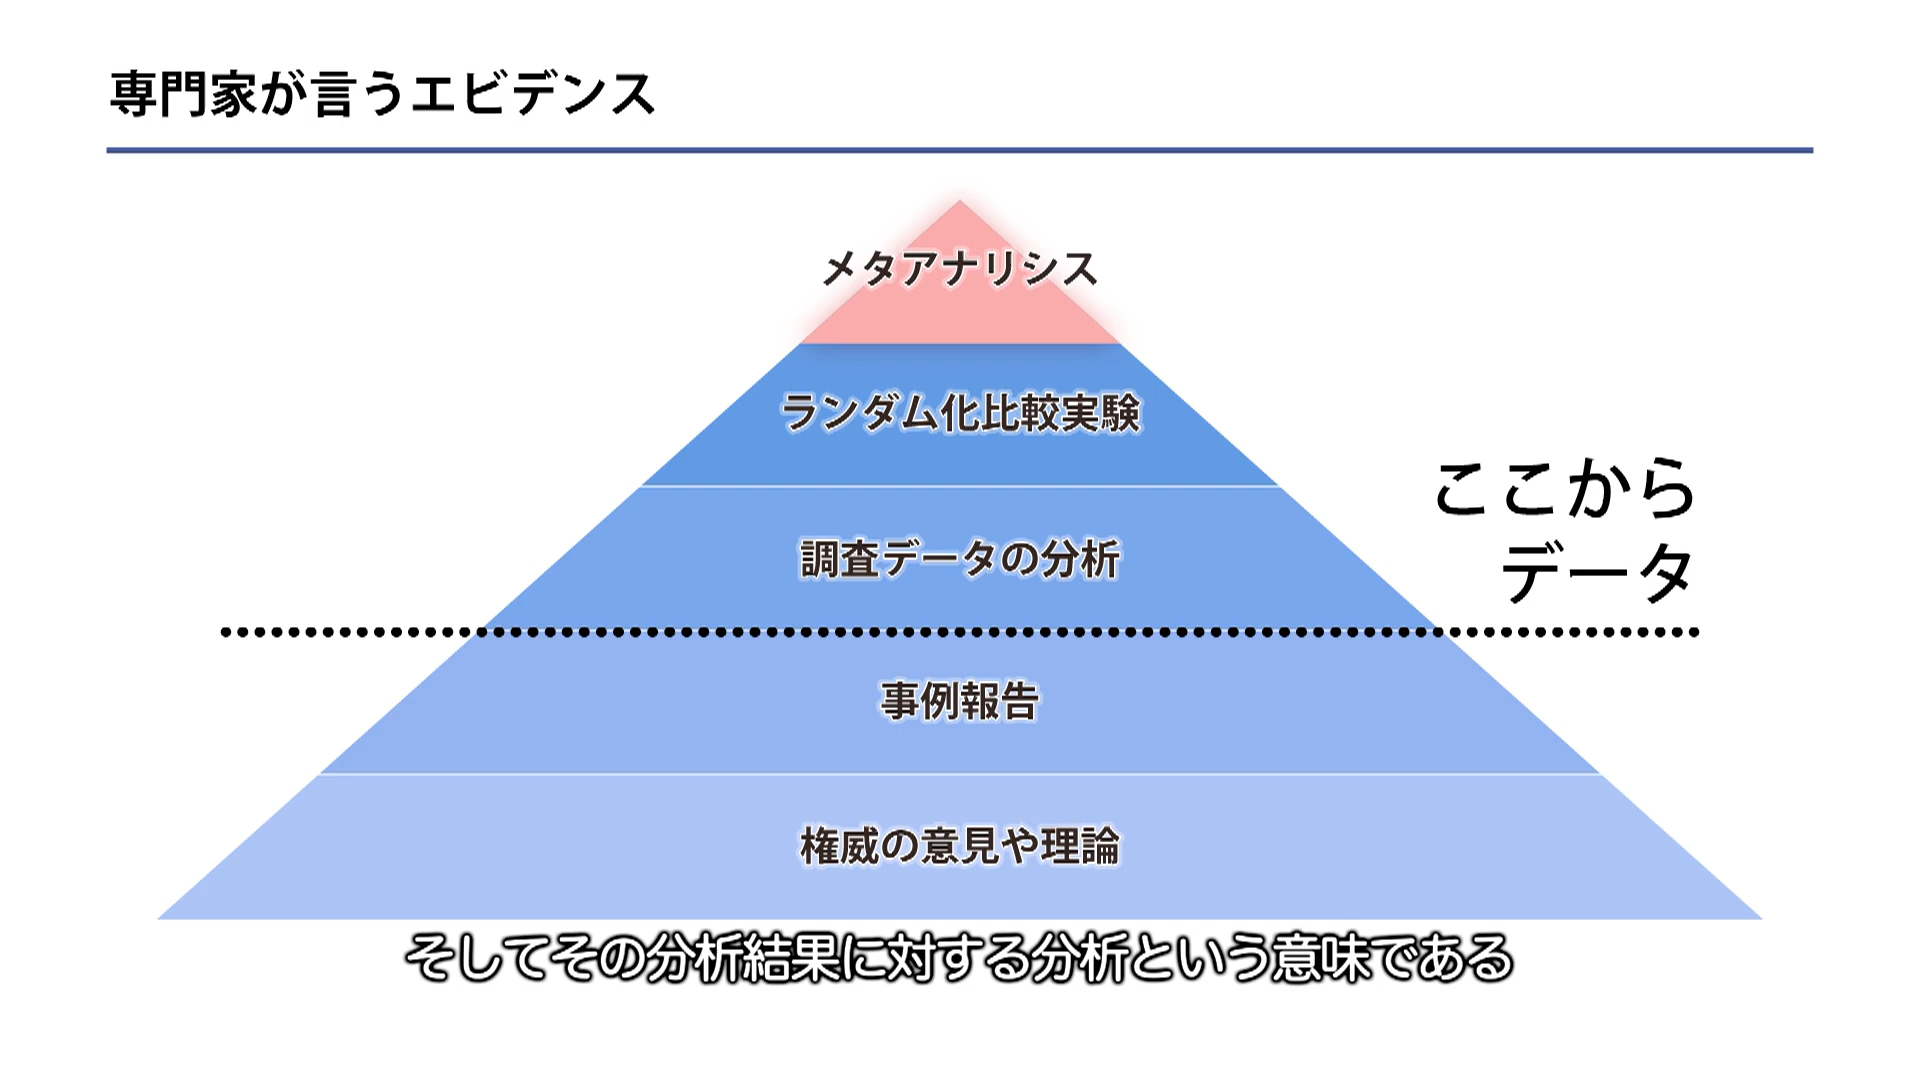 専門家が言うエビデンス
メタアナリシス
ランダム化比較実験
調査データの分析
ここから
データ
事例報告
権威の意見や理論
そしてその分析結果に対する分析という意味である